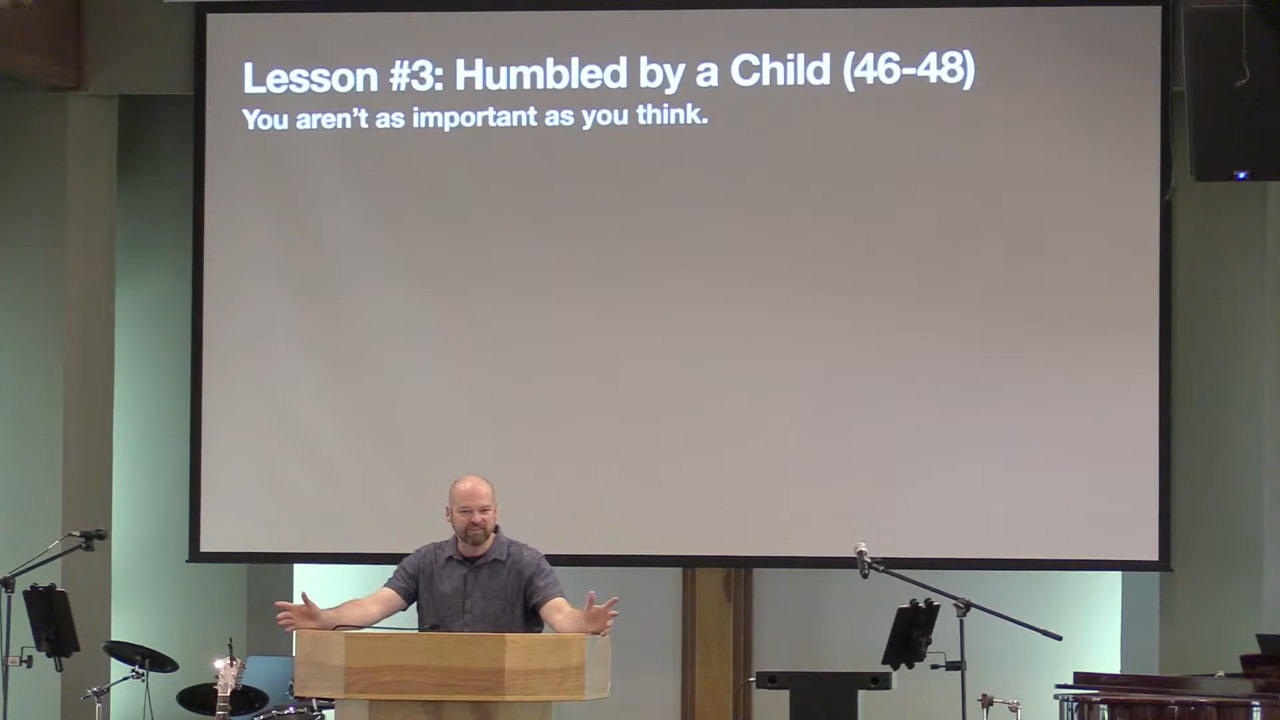 Lesson #3: Humbled by a Child (46-48)
You aren't as important as you think.